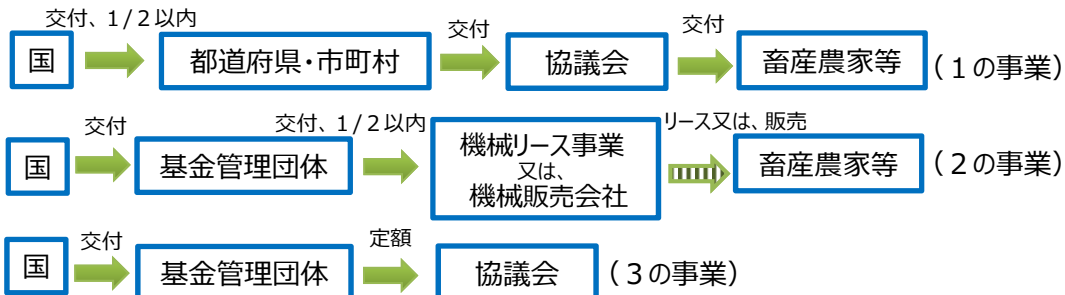 交付、1/2以内
交付
交付
国
都道府県・市町村
協議会
畜産農家等
(1の事業)
交付
交付、1/2以内
リース又は、販売
国
基金管理団体
機械リース事業
又は、
機械販売会社
畜産農家等
(2の事業)
交付
定額
国
基金管理団体
協議会
(3の事業)